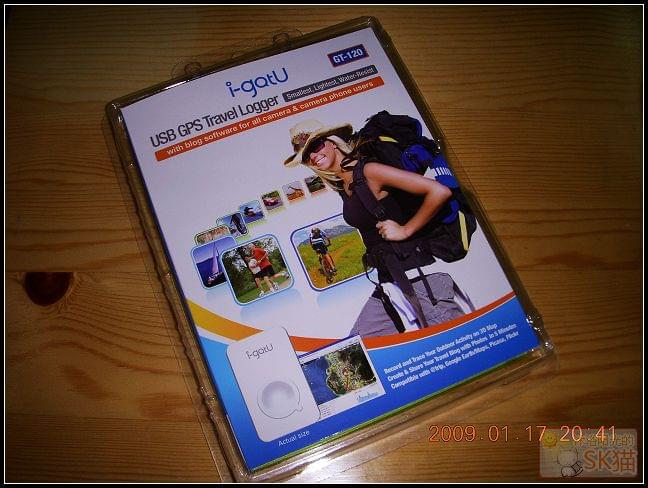 i-gotU
GT-120
USB GPS Travel Logger
Smallest, Lightest, Water-Resist
with blog software for all camera & camera phone users
i-gotU
Actual size
Record and Trace Your Outdoor Activity on 3D Map
Create & Share Your Travel Blog with Photos in 5 Minutes
Compatible with @trip, Google Earth/Maps, Picasa, Flickr
2009.01.17 20:41
SK猫